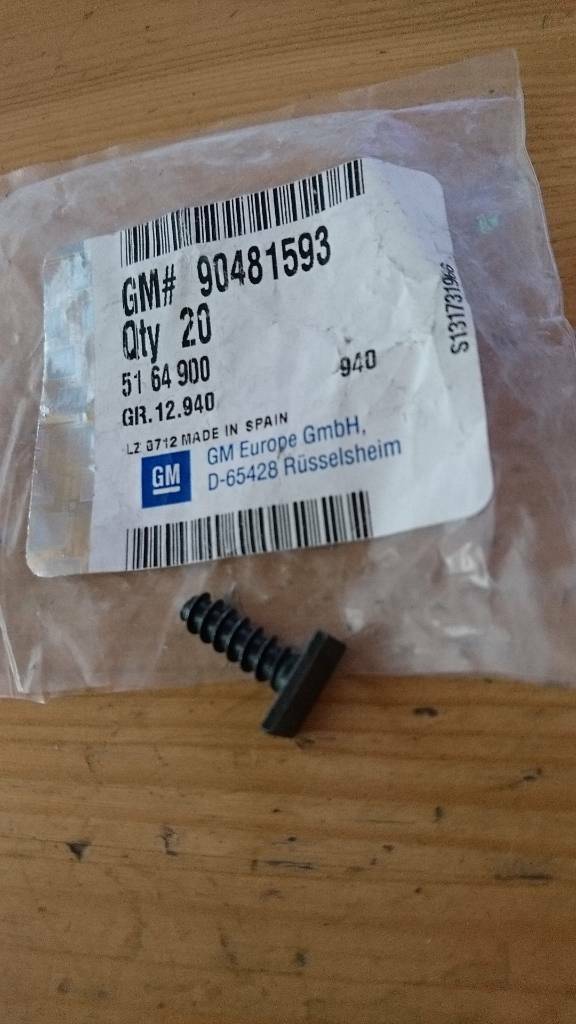 GM# 90481593
Qty 20
51 64 900
940
GR.12.940
LZ 0712 MADE IN SPAIN
GM
GM Europe GmbH,
D-65428 Rüsselsheim